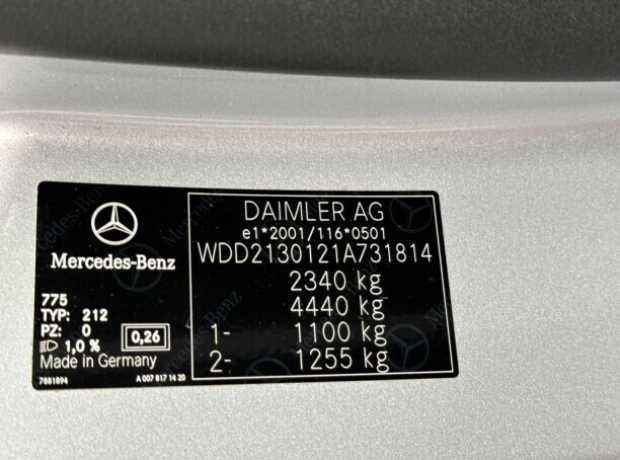 Mercedes-Benz
775
TYP: 212
PZ: 0
1,0 %
0,26
Made in Germany
7881894
A 007 817 14 20
DAIMLER AG
e1*2001/116*0501
WDD2130121A731814
2340 kg
4440 kg
1- 1100 kg
2- 1255 kg